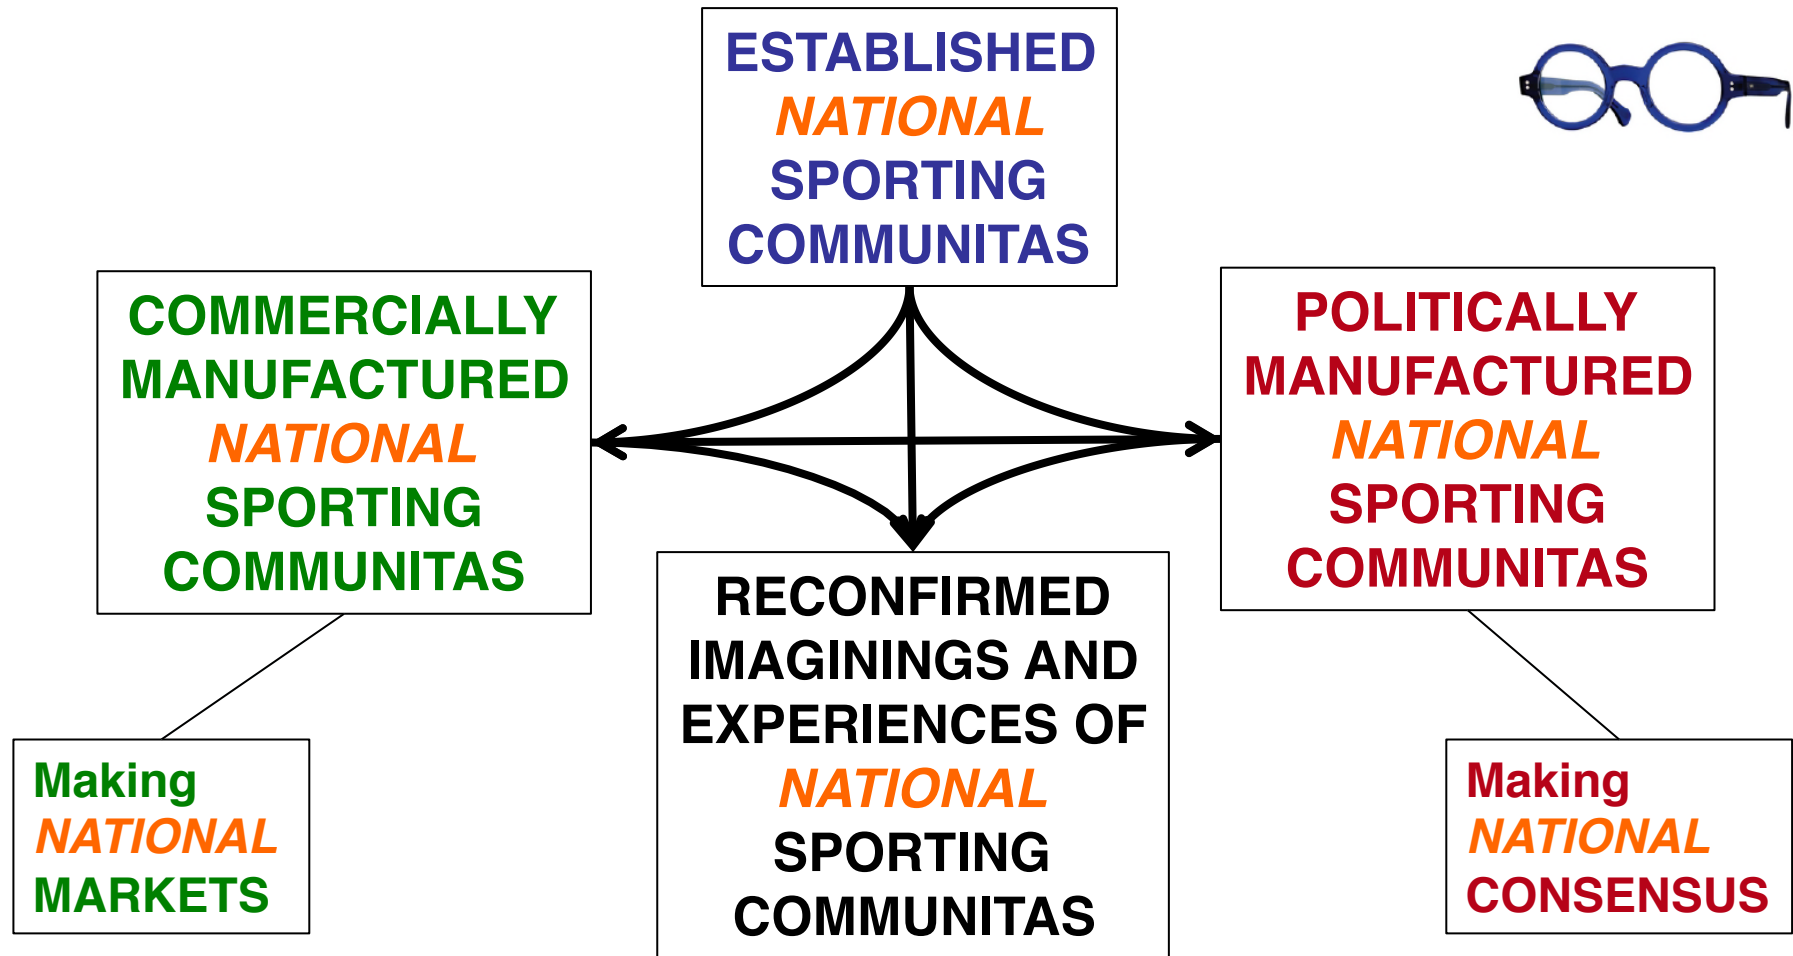 ESTABLISHED
NATIONAL
SPORTING
COMMUNITAS
COMMERCIALLY
MANUFACTURED
NATIONAL
SPORTING
COMMUNITAS
POLITICALLY
MANUFACTURED
NATIONAL
SPORTING
COMMUNITAS
RECONFIRMED
IMAGININGS AND
EXPERIENCES OF
NATIONAL
SPORTING
COMMUNITAS
Making
NATIONAL
MARKETS
Making
NATIONAL
CONSENSUS